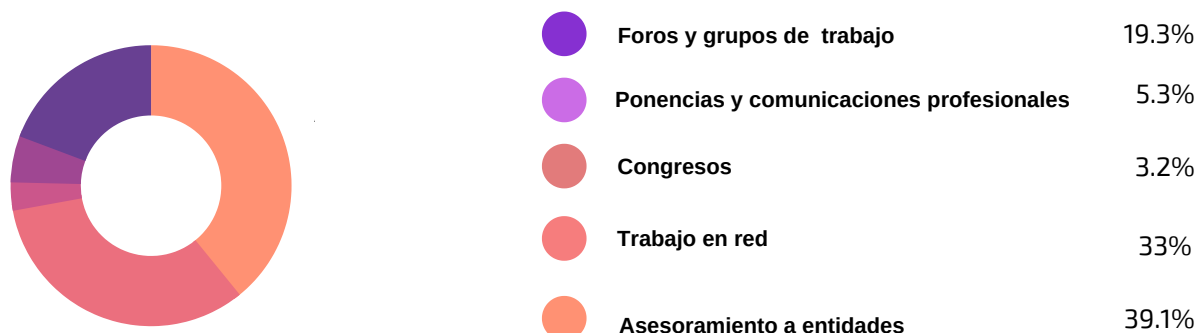 Foros y grupos de trabajo 19.3%
Ponencias y comunicaciones profesionales 5.3%
Congresos 3.2%
Trabajo en red 33%
Asesoramiento a entidades 39.1%